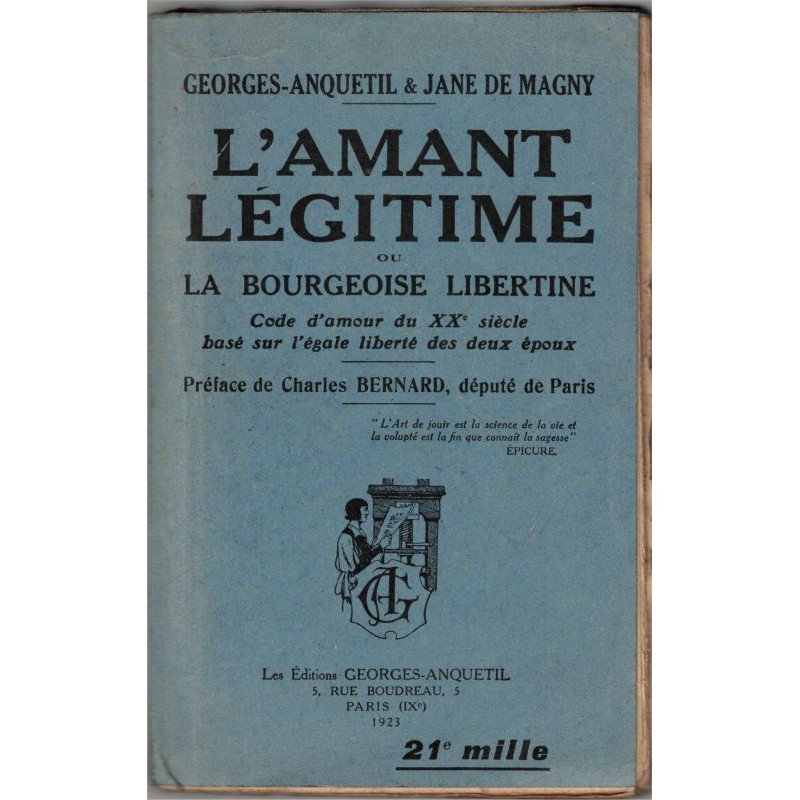 GEORGES-ANQUETIL & JANE DE MAGNY
L'AMANT
LÉGITIME
OU
LA BOURGEOISE LIBERTINE
Code d'amour du XXe siècle
basé sur l'égale liberté des deux époux
Préface de Charles BERNARD, député de Paris
"L'Art de jouir est la science de la vie et
la volupté est la fin que connait la sagesse"
ÉPICURE.
AG
Les Éditions GEORGES-ANQUETIL
5, RUE BOUDREAU, 5
PARIS (IXe)
1923
21e mille